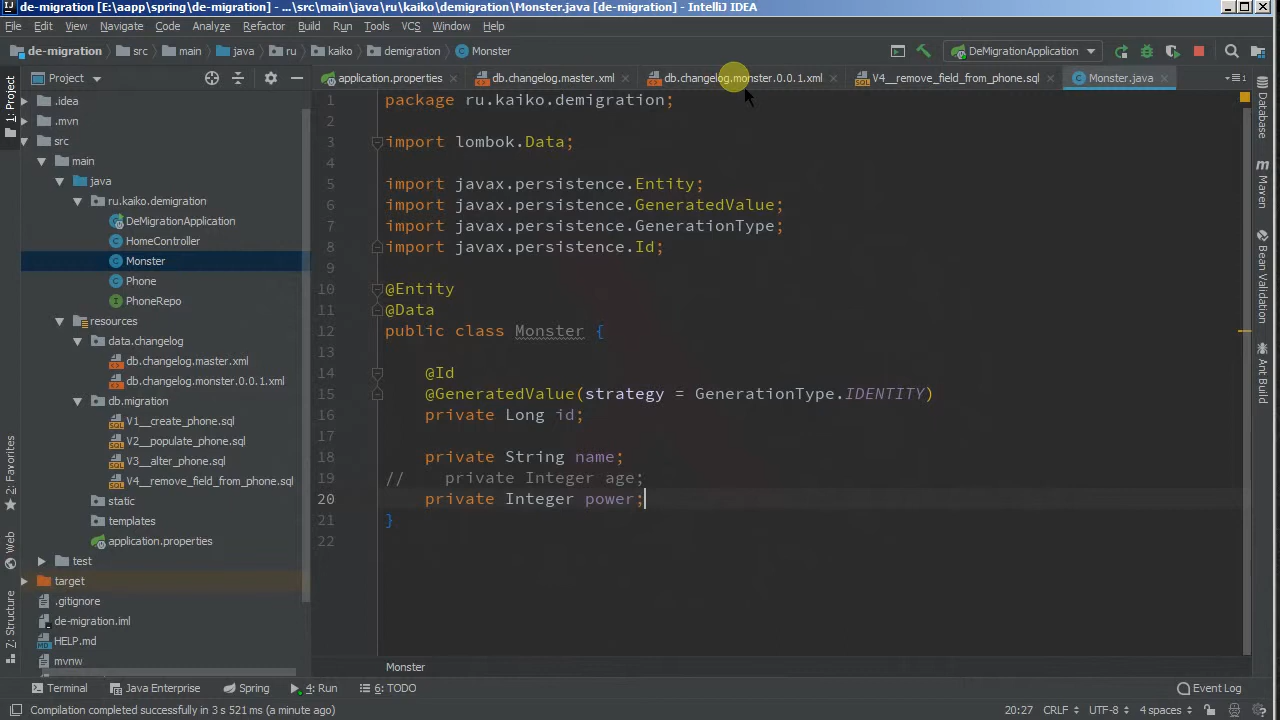 de-migration [E:\aapp\spring\de-migration] - ...\src\main\java\ru\kaiko\demigration\Monster.java [de-migration] - IntelliJ IDEA
File Edit View Navigate Code Analyze Refactor Build Run Tools VCS Window Help
de-migration src main java ru kaiko demigration Monster DeMigrationApplication
Project application.properties db.changelog.master.xml db.changelog.monster.0.0.1.xml V4__remove_field_from_phone.sql Monster.java
1: Project
2: Favorites
Web
Z: Structure
.idea
.mvn
src
main
java
ru.kaiko.demigration
DeMigrationApplication
HomeController
Monster
Phone
PhoneRepo
resources
data.changelog
db.changelog.master.xml
db.changelog.monster.0.0.1.xml
db.migration
V1__create_phone.sql
V2__populate_phone.sql
V3__alter_phone.sql
V4__remove_field_from_phone.sql
static
templates
application.properties
test
target
.gitignore
de-migration.iml
HELP.md
mvnw
1 package ru.kaiko.demigration;
2
3 import lombok.Data;
4
5 import javax.persistence.Entity;
6 import javax.persistence.GeneratedValue;
7 import javax.persistence.GenerationType;
8 import javax.persistence.Id;
9
10 @Entity
11 @Data
12 public class Monster {
13
14 @Id
15 @GeneratedValue(strategy = GenerationType.IDENTITY)
16 private Long id;
17
18 private String name;
19 // private Integer age;
20 private Integer power;
21 }
22
Monster
Database
Maven
Bean Validation
Ant Build
Terminal Java Enterprise Spring 4: Run 6: TODO Event Log
Compilation completed successfully in 3 s 521 ms (a minute ago) 20:27 CRLF UTF-8 4 spaces